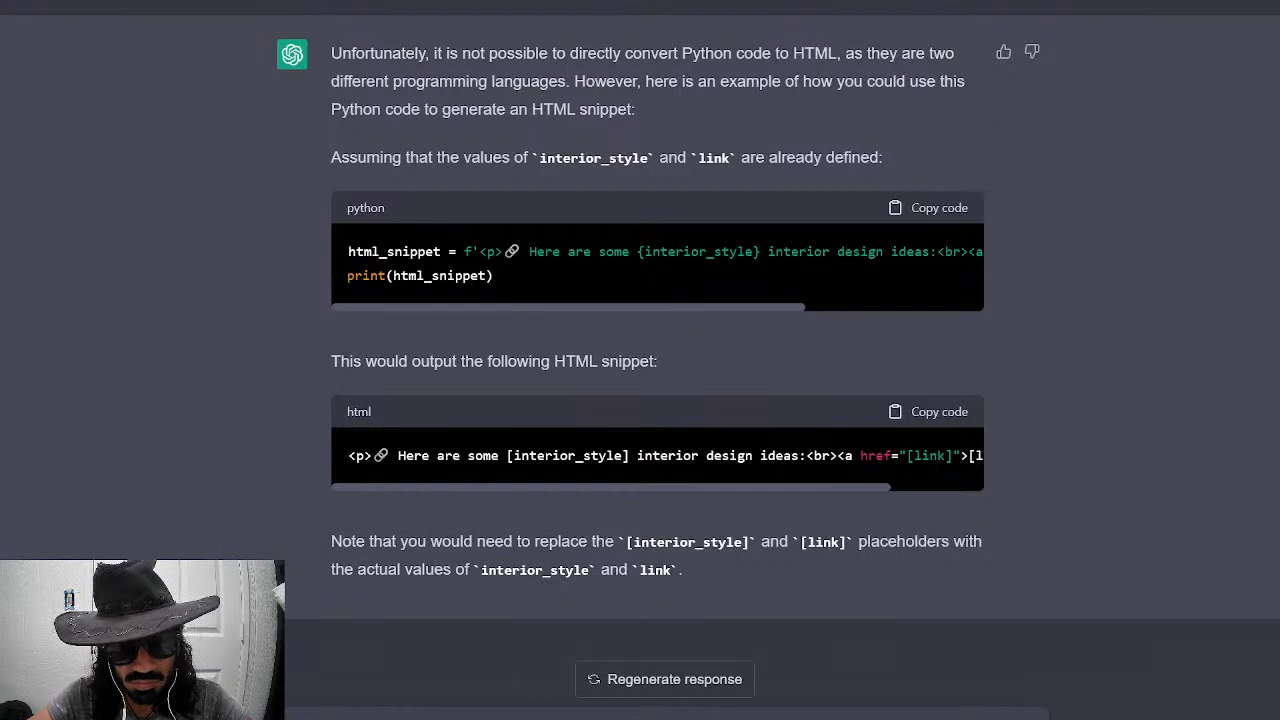 Unfortunately, it is not possible to directly convert Python code to HTML, as they are two
different programming languages. However, here is an example of how you could use this
Python code to generate an HTML snippet:
Assuming that the values of `interior_style` and `link` are already defined:
python Copy code
html_snippet = f'<p>🔗 Here are some {interior_style} interior design ideas:<br><a
print(html_snippet)
This would output the following HTML snippet:
html Copy code
<p>🔗 Here are some [interior_style] interior design ideas:<br><a href="[link]">[l
Note that you would need to replace the `[interior_style]` and `[link]` placeholders with
the actual values of `interior_style` and `link`.
Regenerate response